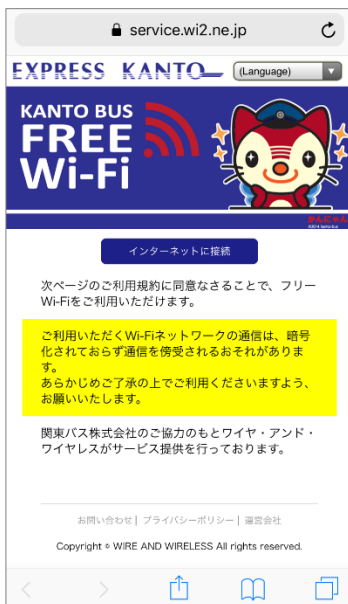 service.wi2.ne.jp
EXPRESS KANTO
(Language)
KANTO BUS
FREE
Wi-Fi
かんにゃん
インターネットに接続
次ページのご利用規約に同意なさることで、フリー
Wi-Fiをご利用いただけます。
ご利用いただくWi-Fiネットワークの通信は、暗号
化されておらず通信を傍受されるおそれがありま
す。
あらかじめご了承の上でご利用くださいますよう、
お願いいたします。
関東バス株式会社のご協力のもとワイヤ・アンド・
ワイヤレスがサービス提供を行っております。
お問い合わせ | プライバシーポリシー | 運営会社
Copyright © WIRE AND WIRELESS All rights reserved.